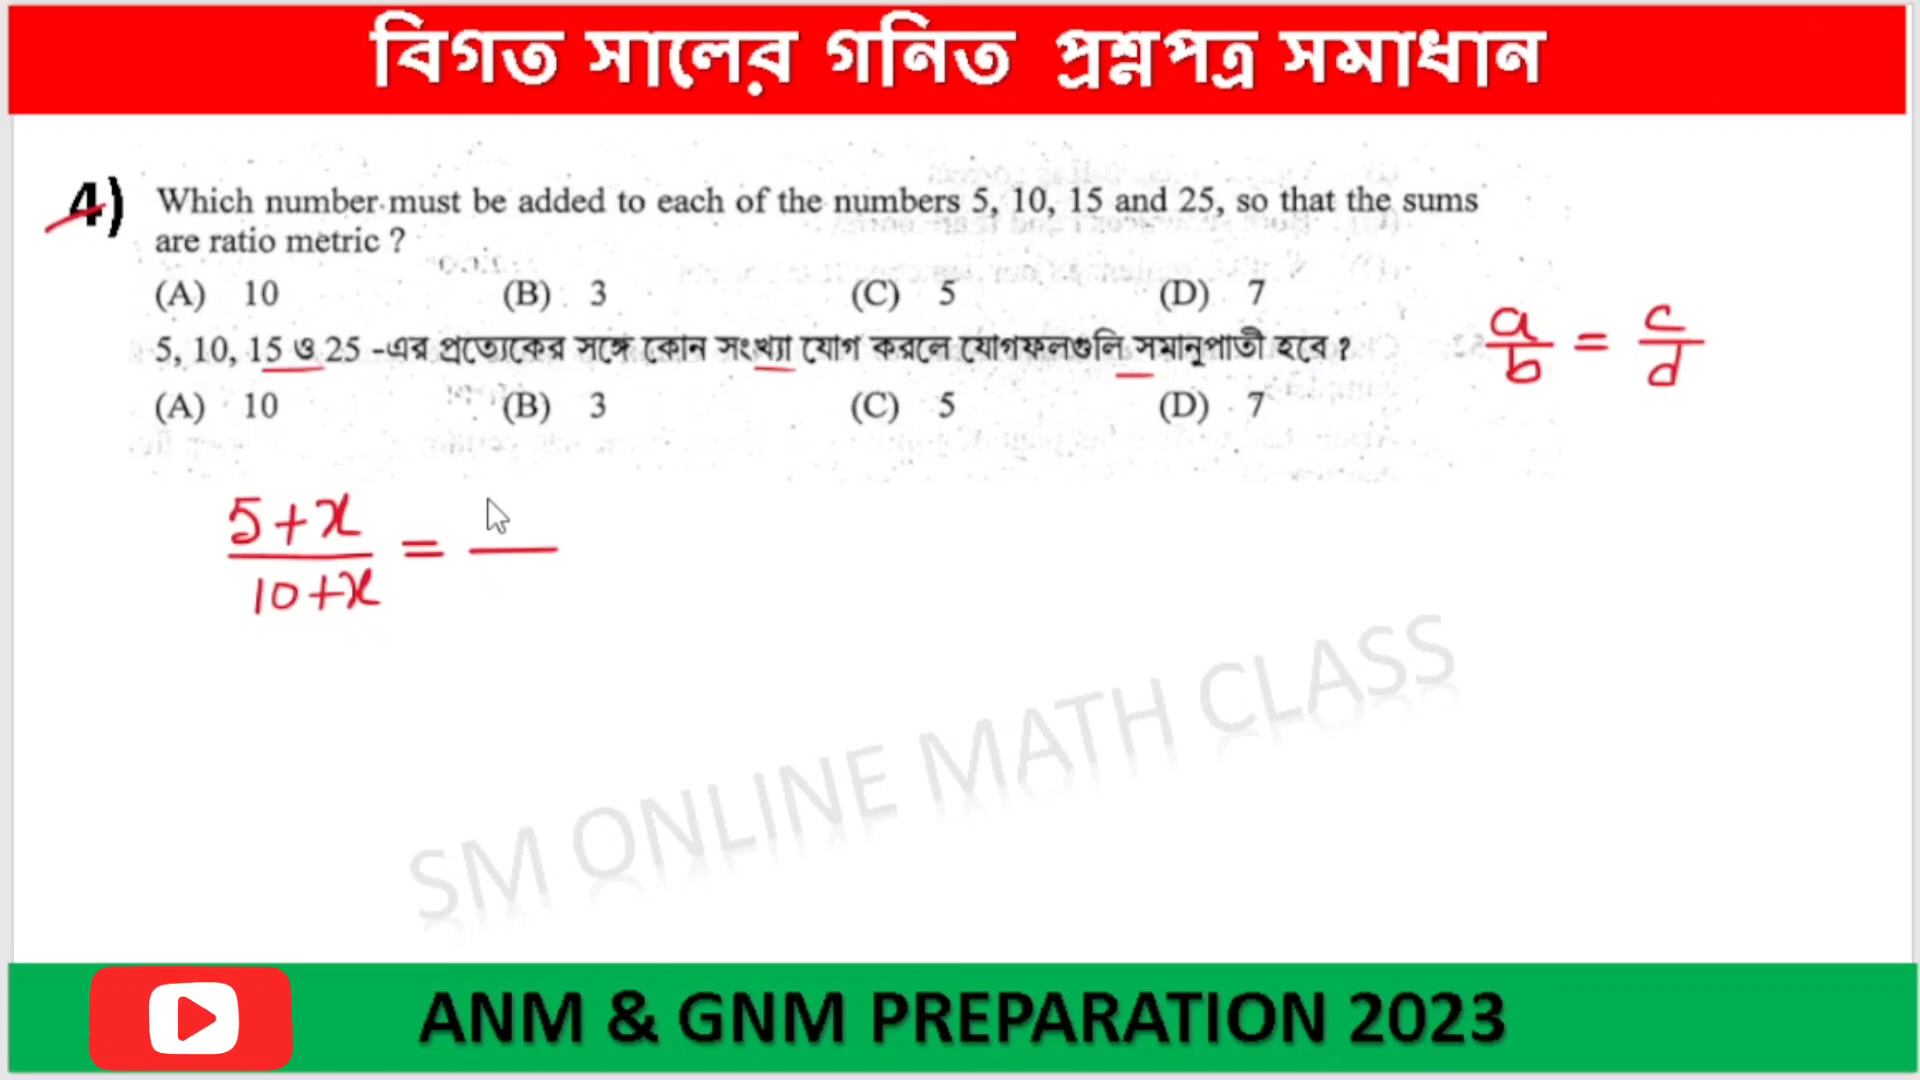 বিগত সালের গনিত প্রশ্নপত্র সমাধান
4) Which number must be added to each of the numbers 5, 10, 15 and 25, so that the sums
are ratio metric ?
(A) 10 (B) 3 (C) 5 (D) 7
5, 10, 15 ও 25 -এর প্রত্যেকের সঙ্গে কোন সংখ্যা যোগ করলে যোগফলগুলি সমানুপাতী হবে ?
(A) 10 (B) 3 (C) 5 (D) 7
a/b = c/d
5+x
=
10+x
SM ONLINE MATH CLASS
ANM & GNM PREPARATION 2023